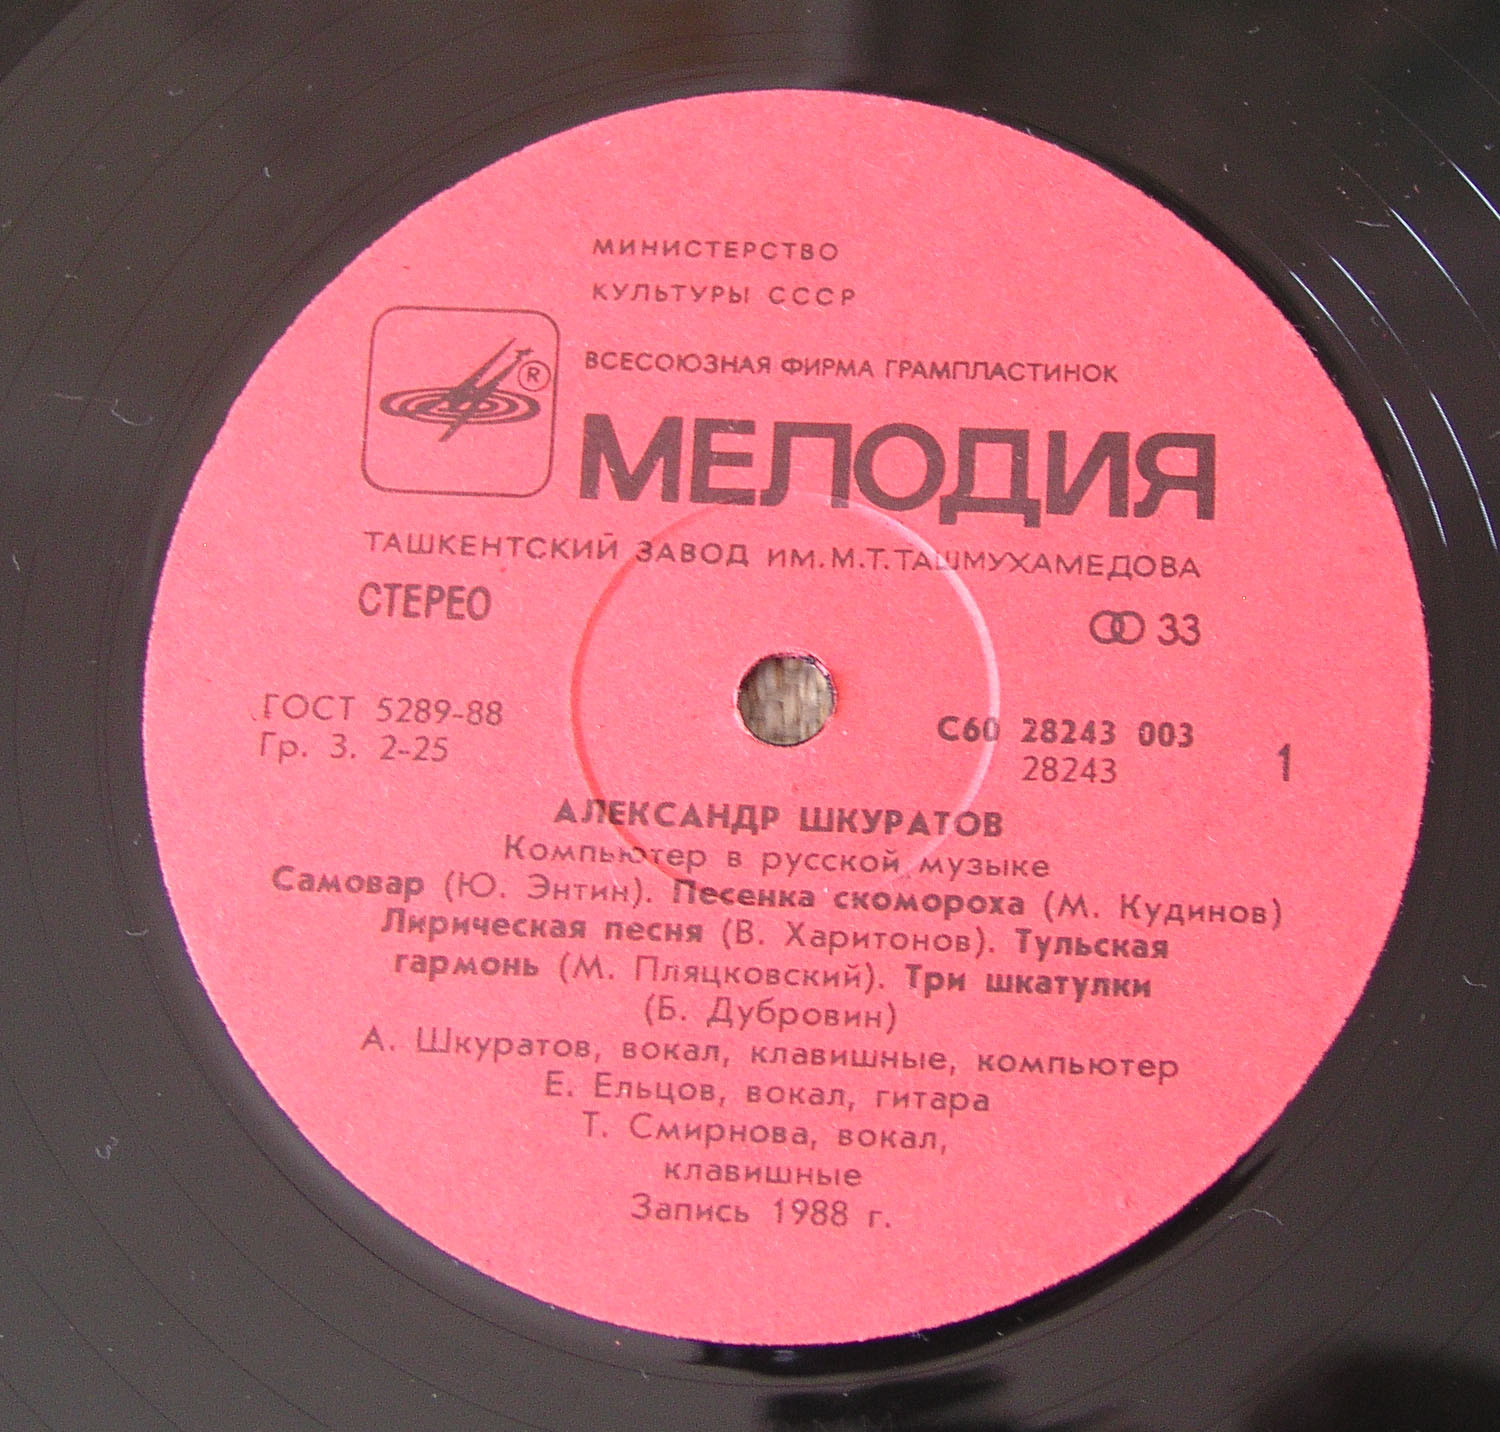 МИНИСТЕРСТВО
КУЛЬТУРЫ СССР
ВСЕСОЮЗНАЯ ФИРМА ГРАМПЛАСТИНОК
®
МЕЛОДИЯ
ТАШКЕНТСКИЙ ЗАВОД ИМ. М. Т. ТАШМУХАМЕДОВА
СТЕРЕО
33
ГОСТ 5289-88
Гр. 3. 2-25
С60 28243 003
28243
1
АЛЕКСАНДР ШКУРАТОВ
Компьютер в русской музыке
Самовар (Ю. Энтин). Песенка скомороха (М. Кудинов)
Лирическая песня (В. Харитонов). Тульская
гармонь (М. Пляцковский). Три шкатулки
(Б. Дубровин)
А. Шкуратов, вокал, клавишные, компьютер
Е. Ельцов, вокал, гитара
Т. Смирнова, вокал,
клавишные
Запись 1988 г.